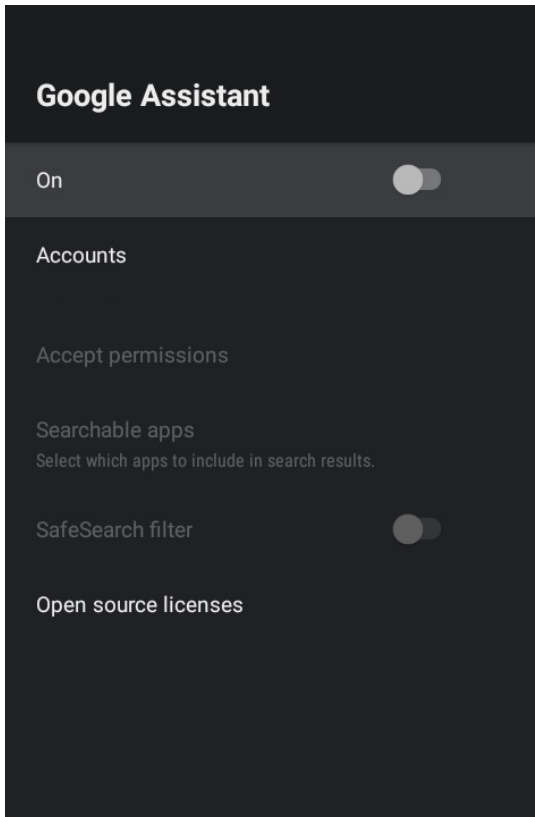 Google Assistant
On
Accounts
Accept permissions
Searchable apps
Select which apps to include in search results.
SafeSearch filter
Open source licenses